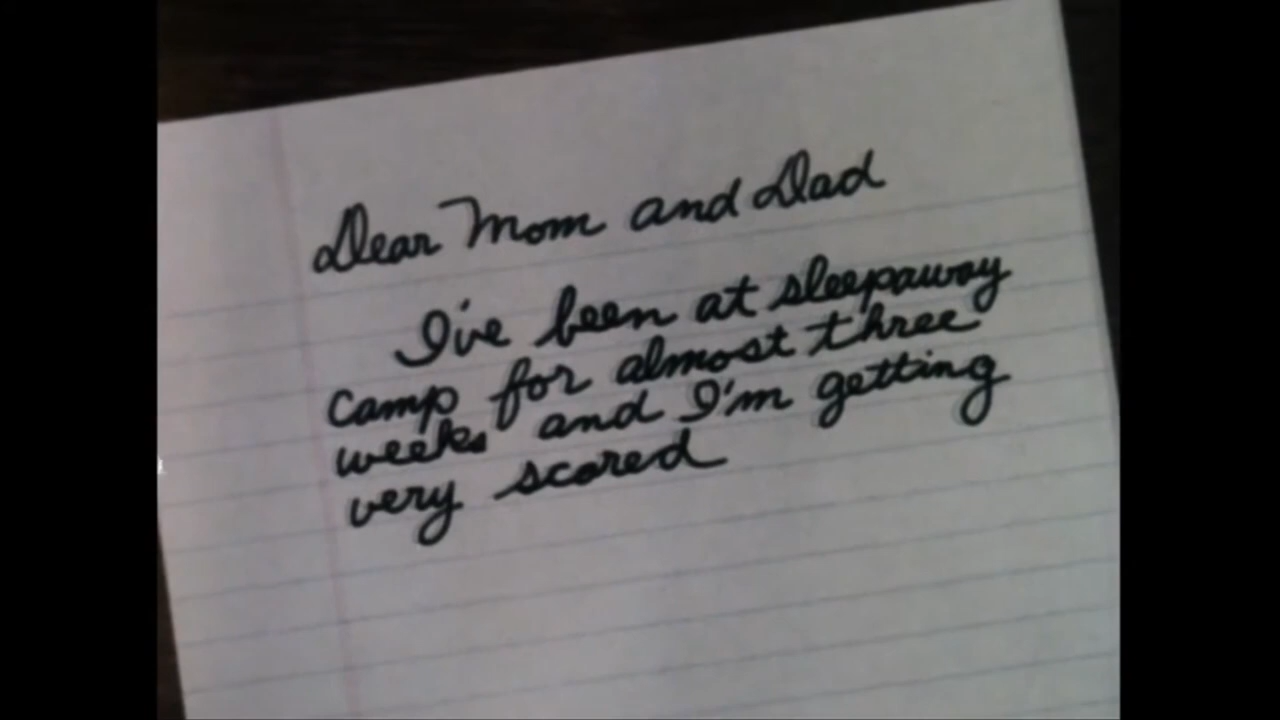 Dear Mom and Dad
I've been at sleepaway
camp for almost three
weeks and I'm getting
very scared